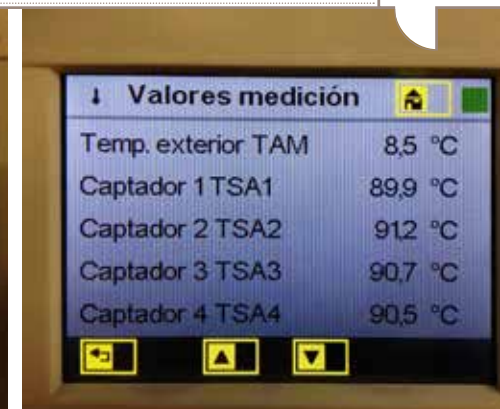 Valores medición
Temp. exterior TAM 8,5 °C
Captador 1 TSA1 89,9 °C
Captador 2 TSA2 91,2 °C
Captador 3 TSA3 90,7 °C
Captador 4 TSA4 90,5 °C